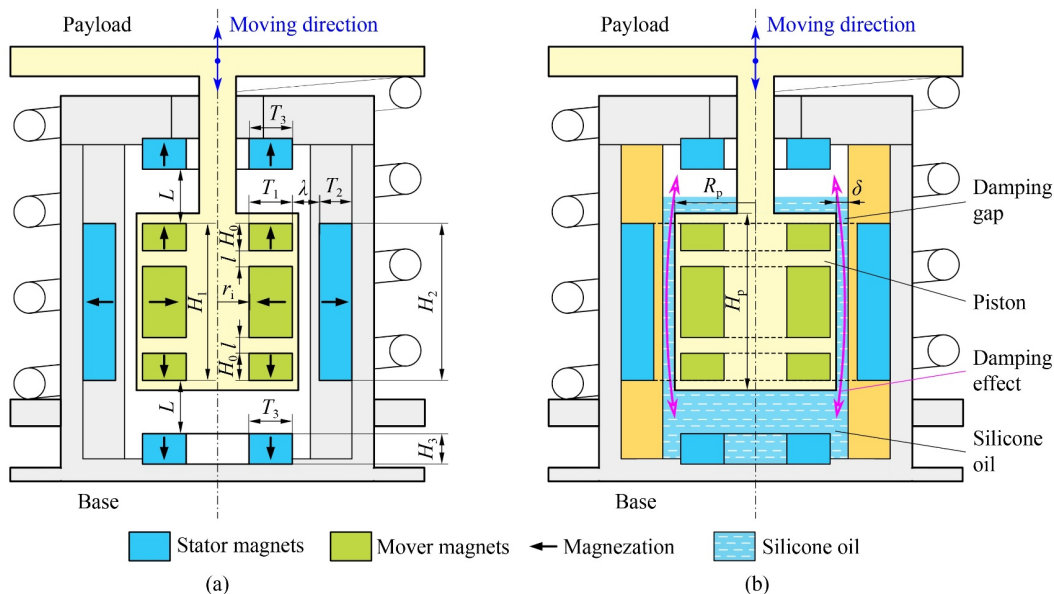 Payload
Moving direction
T3
L
T1
λ
T2
H0
l
ri
H1
H2
l
H0
L
T3
H3
Base
(a)
Payload
Moving direction
Rp
δ
Damping
gap
Hp
Piston
Damping
effect
Silicone
oil
Base
Stator magnets
Mover magnets
Magnezation
Silicone oil
(b)